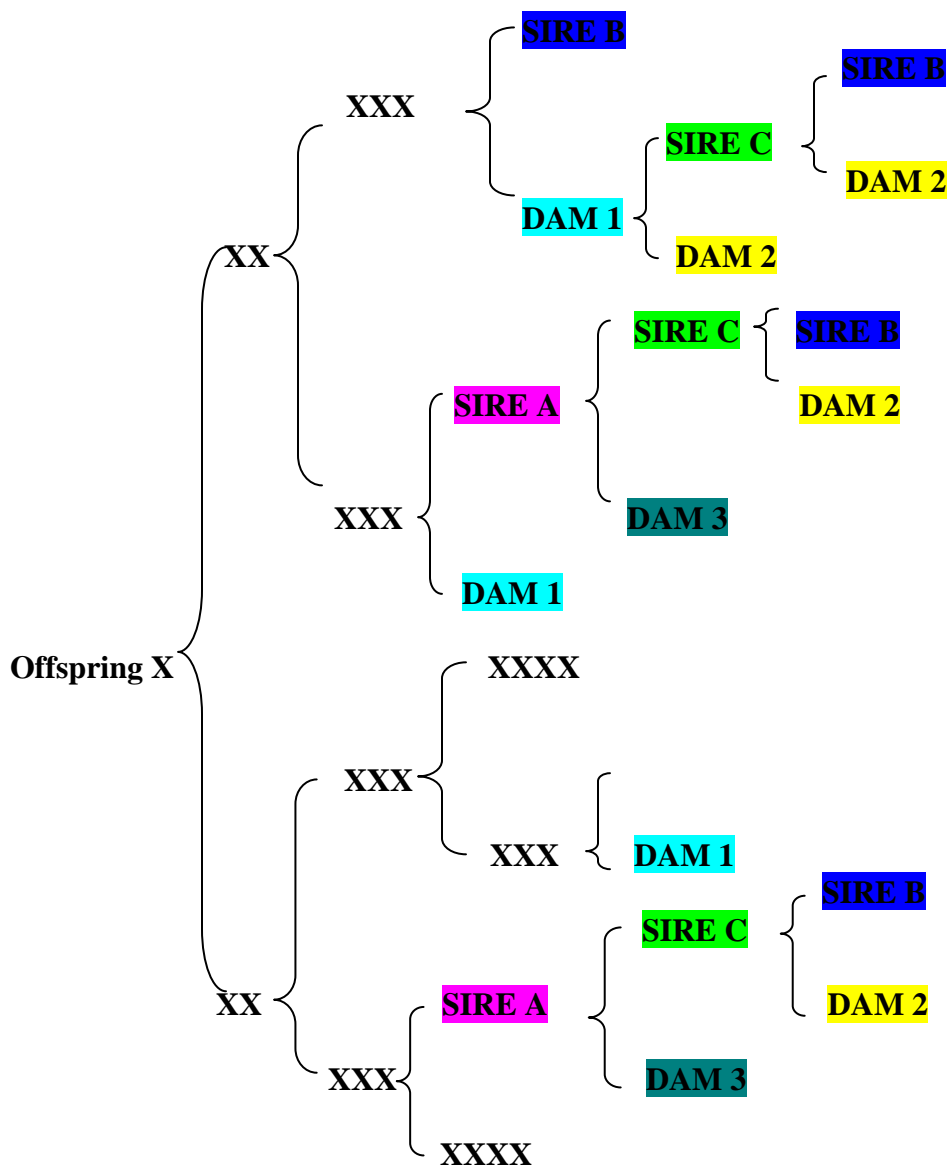 SIRE B
SIRE B
XXX
SIRE C
DAM 2
DAM 1
XX
DAM 2
SIRE C
SIRE B
SIRE A
DAM 2
XXX
DAM 3
DAM 1
Offspring X
XXXX
XXX
XXX
DAM 1
SIRE B
SIRE C
XX
SIRE A
DAM 2
XXX
DAM 3
XXXX